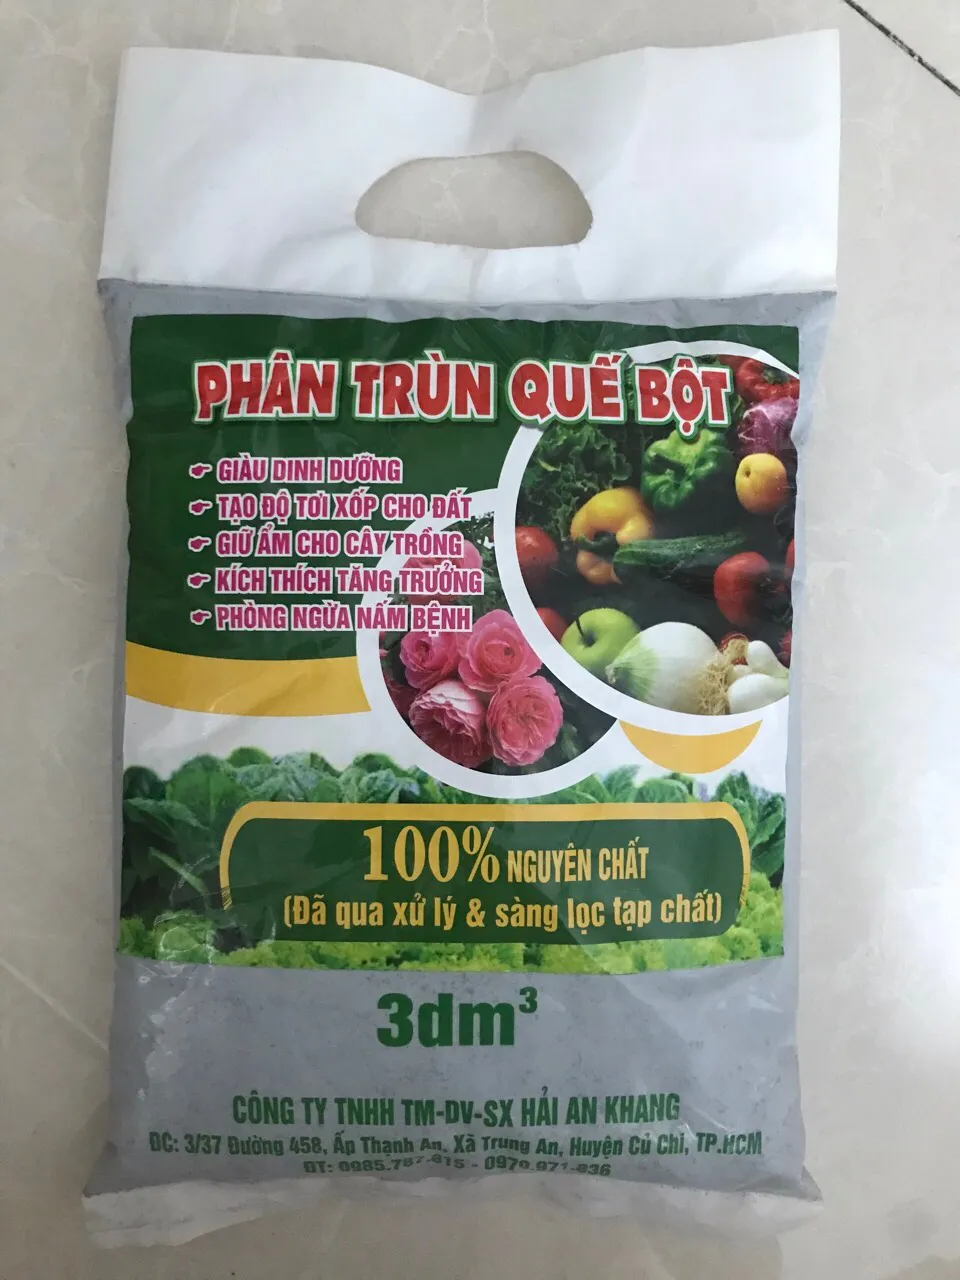 PHÂN TRÙN QUẾ BỘT
GIÀU DINH DƯỠNG
TẠO ĐỘ TƠI XỐP CHO ĐẤT
GIỮ ẨM CHO CÂY TRỒNG
KÍCH THÍCH TĂNG TRƯỞNG
PHÒNG NGỪA NẤM BỆNH
100% NGUYÊN CHẤT
(Đã qua xử lý & sàng lọc tạp chất)
3dm³
CÔNG TY TNHH TM-DV-SX HẢI AN KHANG
ĐC: 3/37 Đường 458, Ấp Thạnh An, Xã Trung An, Huyện Củ Chi, TP.HCM
ĐT: